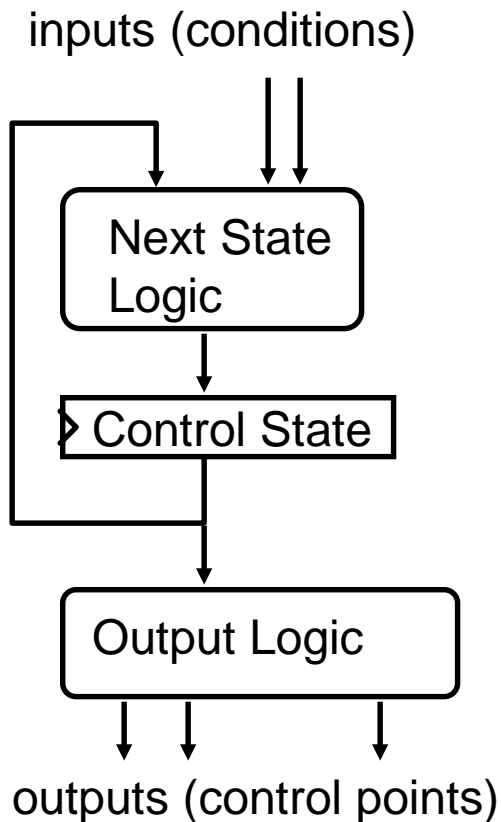 inputs (conditions)
Next State
Logic
Control State
Output Logic
outputs (control points)